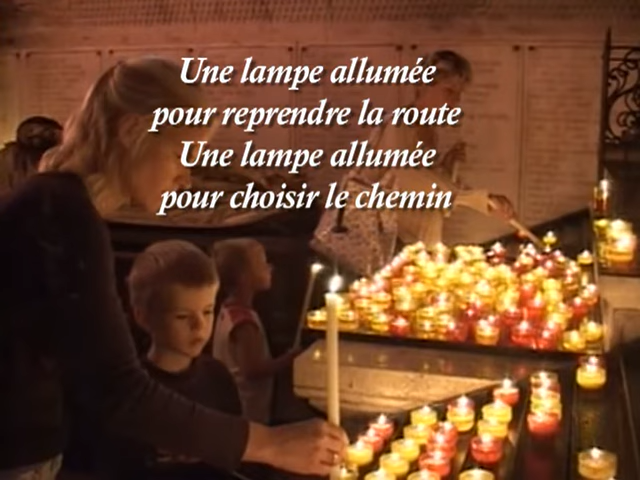 Une lampe allumée
pour reprendre la route
Une lampe allumée
pour choisir le chemin